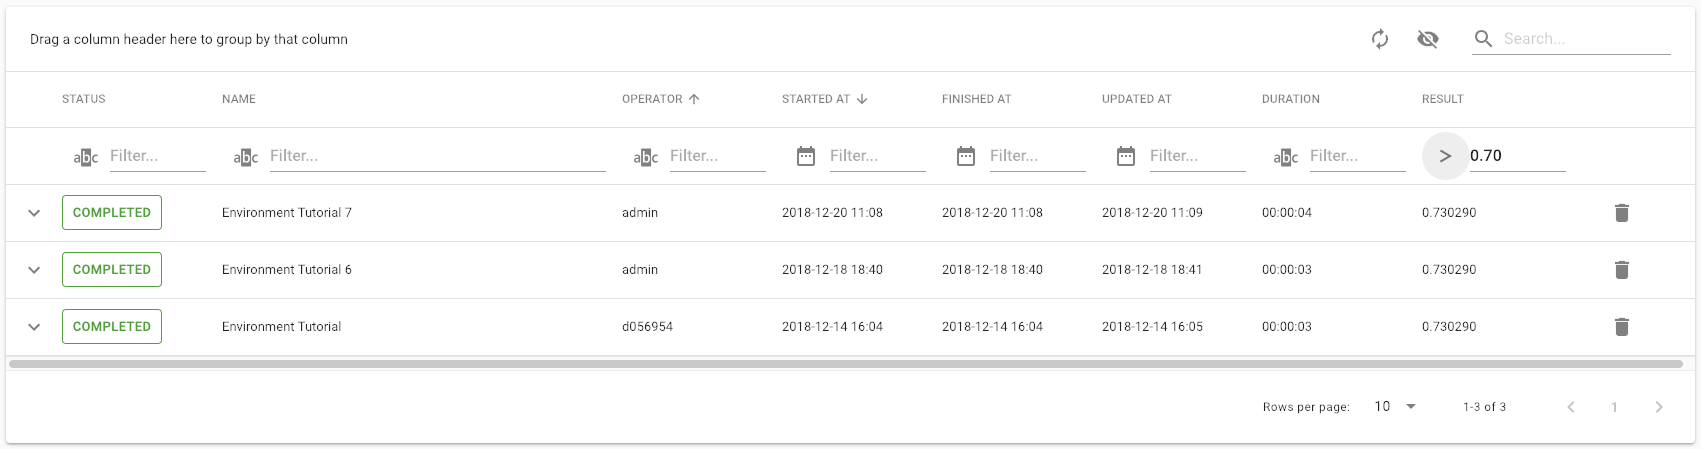 Drag a column header here to group by that column Search...
STATUS NAME OPERATOR STARTED AT FINISHED AT UPDATED AT DURATION RESULT
abc Filter... abc Filter... abc Filter... Filter... Filter... Filter... abc Filter... > 0.70
COMPLETED Environment Tutorial 7 admin 2018-12-20 11:08 2018-12-20 11:08 2018-12-20 11:09 00:00:04 0.730290
COMPLETED Environment Tutorial 6 admin 2018-12-18 18:40 2018-12-18 18:40 2018-12-18 18:41 00:00:03 0.730290
COMPLETED Environment Tutorial d056954 2018-12-14 16:04 2018-12-14 16:04 2018-12-14 16:05 00:00:03 0.730290
Rows per page: 10 1-3 of 3 1